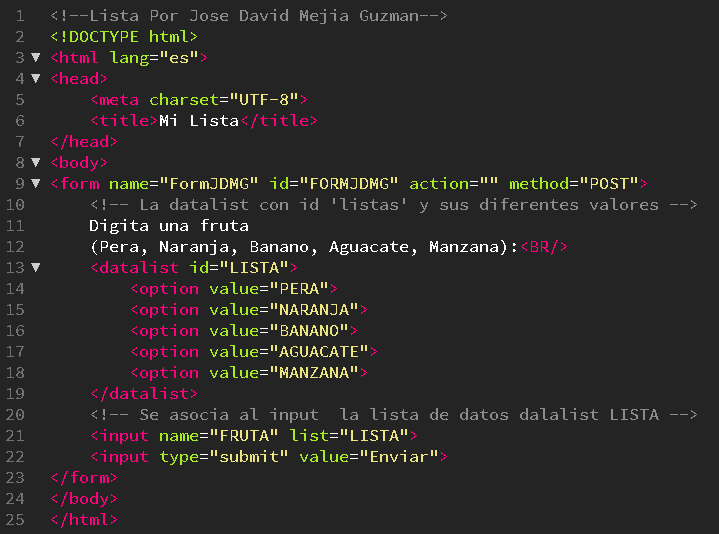 1 <!--Lista Por Jose David Mejia Guzman-->
2 <!DOCTYPE html>
3 ▼ <html lang="es">
4 ▼ <head>
5     <meta charset="UTF-8">
6     <title>Mi Lista</title>
7 </head>
8 ▼ <body>
9 ▼ <form name="FormJDMG" id="FORMJDMG" action="" method="POST">
10     <!-- La datalist con id 'listas' y sus diferentes valores -->
11     Digita una fruta
12     (Pera, Naranja, Banano, Aguacate, Manzana):<BR/>
13 ▼     <datalist id="LISTA">
14         <option value="PERA">
15         <option value="NARANJA">
16         <option value="BANANO">
17         <option value="AGUACATE">
18         <option value="MANZANA">
19     </datalist>
20     <!-- Se asocia al input  la lista de datos dalalist LISTA -->
21     <input name="FRUTA" list="LISTA">
22     <input type="submit" value="Enviar">
23 </form>
24 </body>
25 </html>